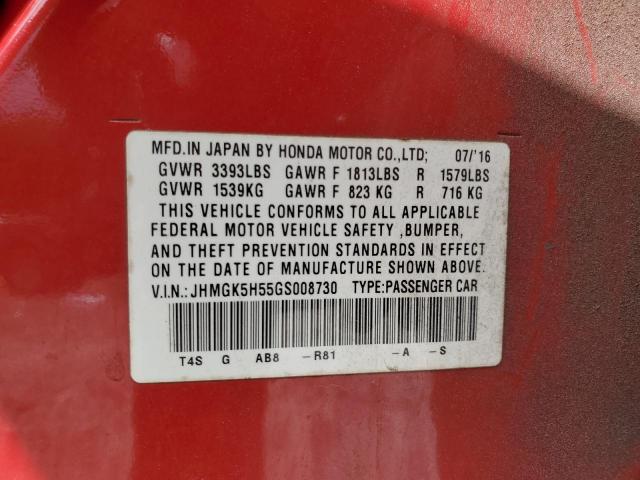 MFD.IN JAPAN BY HONDA MOTOR CO.,LTD; 07/'16
GVWR 3393LBS GAWR F 1813LBS R 1579LBS
GVWR 1539KG GAWR F 823 KG R 716 KG
THIS VEHICLE CONFORMS TO ALL APPLICABLE
FEDERAL MOTOR VEHICLE SAFETY ,BUMPER,
AND THEFT PREVENTION STANDARDS IN EFFECT
ON THE DATE OF MANUFACTURE SHOWN ABOVE.
V.I.N.: JHMGK5H55GS008730 TYPE:PASSENGER CAR
T4S G AB8 -R81 -A -S